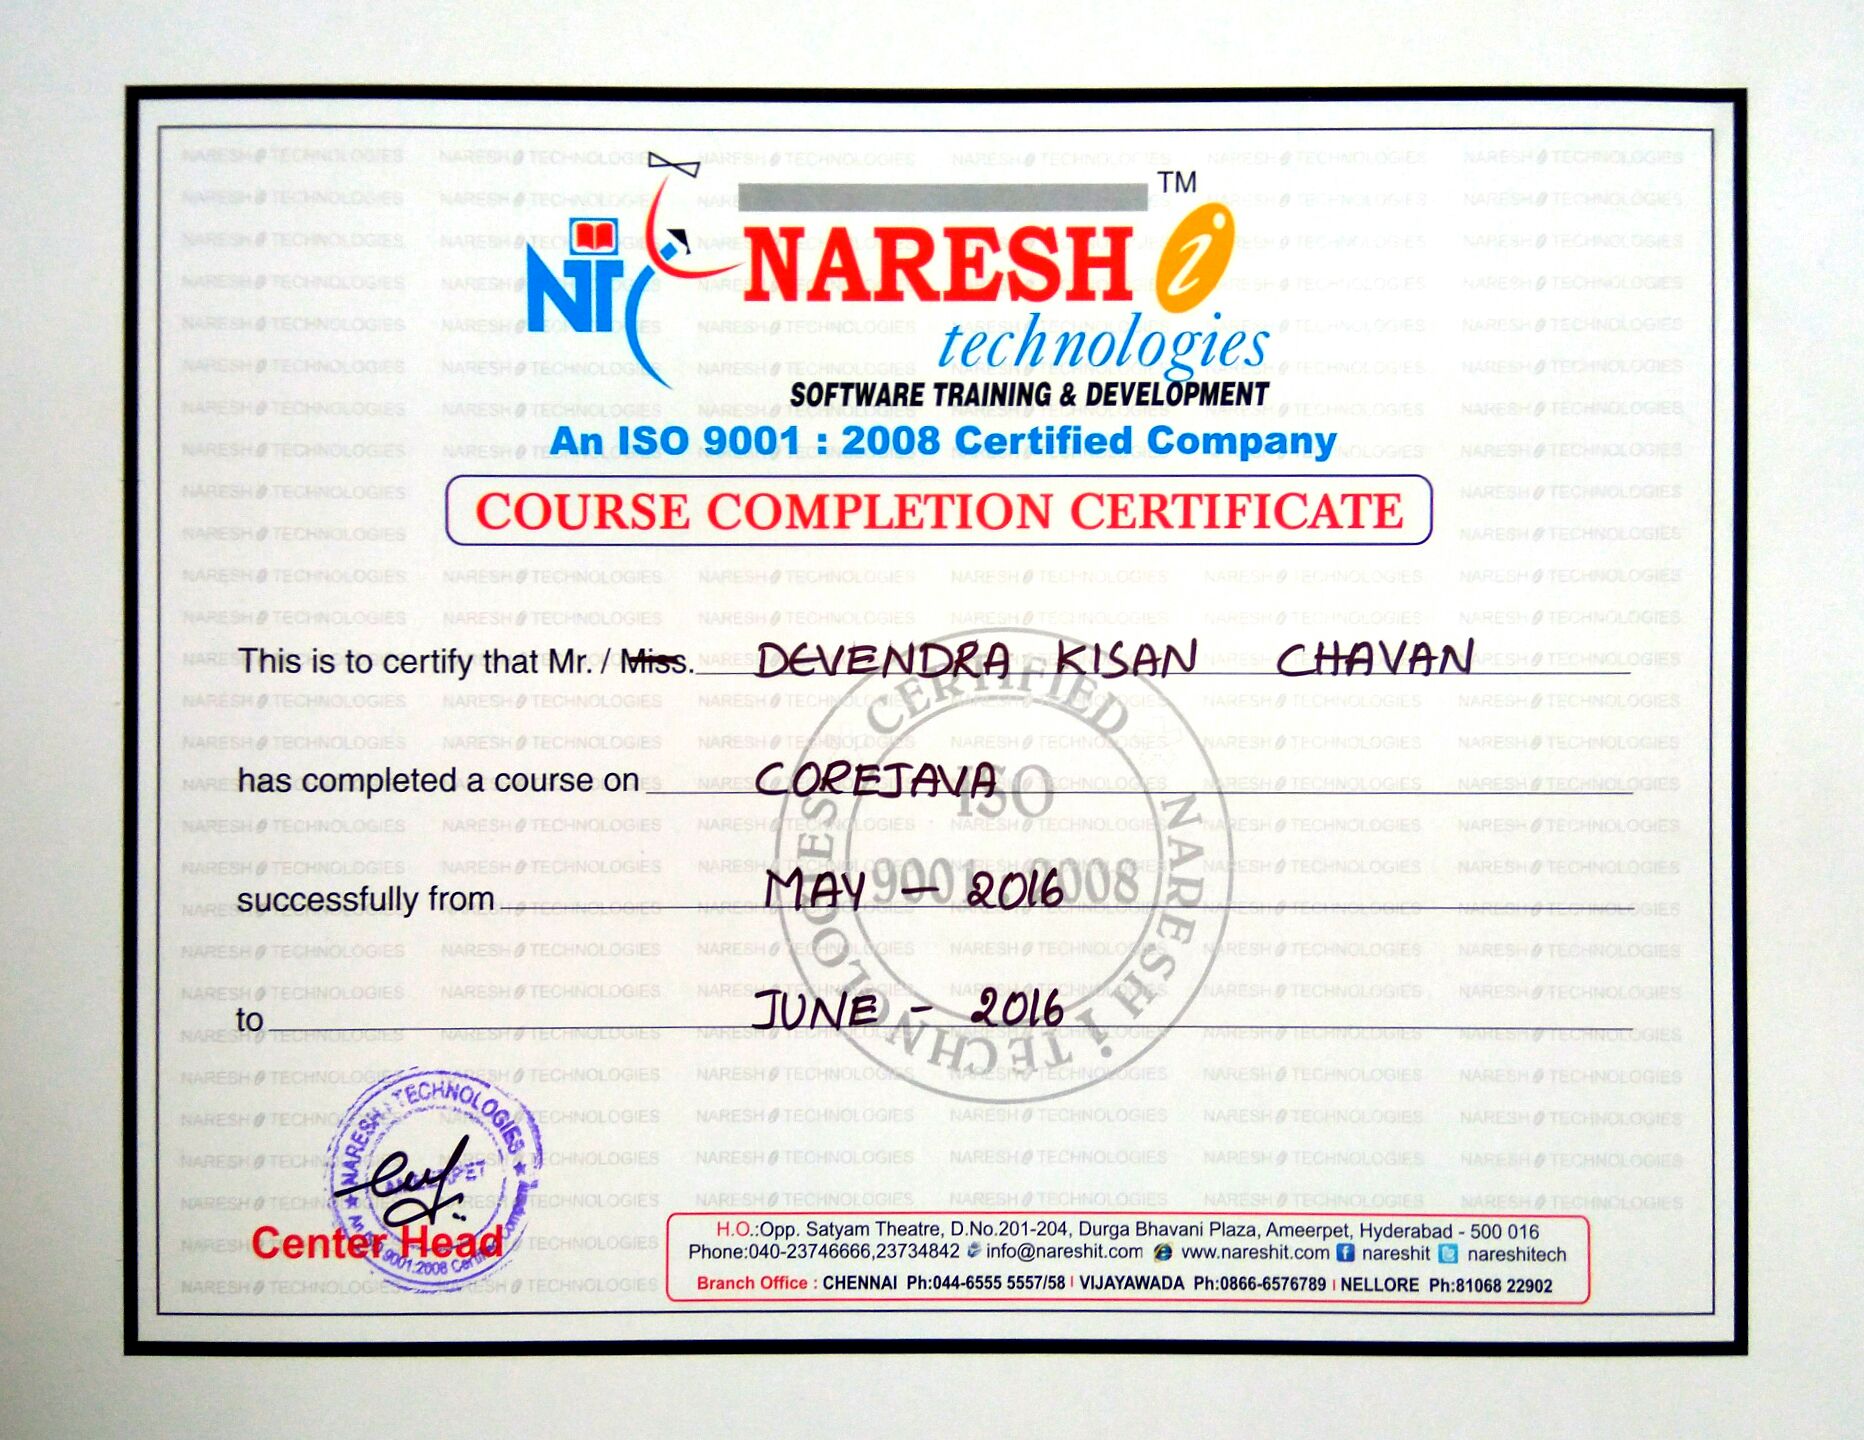 TM
NTC
NARESH i
technologies
SOFTWARE TRAINING & DEVELOPMENT
An ISO 9001 : 2008 Certified Company
COURSE COMPLETION CERTIFICATE
This is to certify that Mr. / Miss. DEVENDRA KISAN CHAVAN
has completed a course on COREJAVA
successfully from MAY - 2016
to JUNE - 2016
CERTIFIED NARESH i TECHNOLOGIES
ISO
9001 2008
NARESH i TECHNOLOGIES
AMEERPET
An ISO 9001:2008 Certified Company
Center Head
H.O.:Opp. Satyam Theatre, D.No.201-204, Durga Bhavani Plaza, Ameerpet, Hyderabad - 500 016
Phone:040-23746666,23734842 info@nareshit.com www.nareshit.com nareshit nareshitech
Branch Office : CHENNAI Ph:044-6555 5557/58 | VIJAYAWADA Ph:0866-6576789 | NELLORE Ph:81068 22902